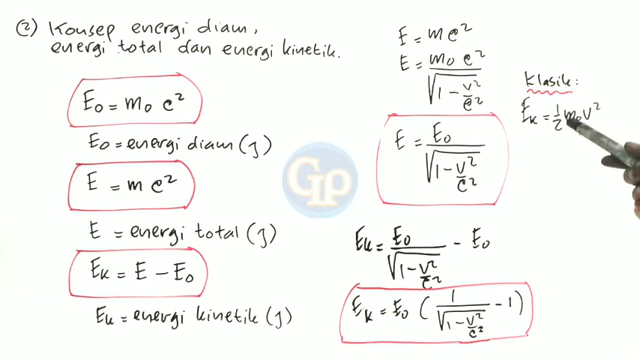 (2) Konsep energi diam,
energi total dan energi kinetik.
E₀ = m₀ c²
E₀ = energi diam (J)
E = m c²
E = energi total (J)
Eₖ = E − E₀
Eₖ = energi kinetik (J)
E = m c²
E = m₀ c² / √(1 − v²/c²)
E = E₀ / √(1 − v²/c²)
Eₖ = E₀ / √(1 − v²/c²) − E₀
Eₖ = E₀ ( 1 / √(1 − v²/c²) − 1 )
Klasik :
Eₖ = 1/2 m₀ v²
GIP